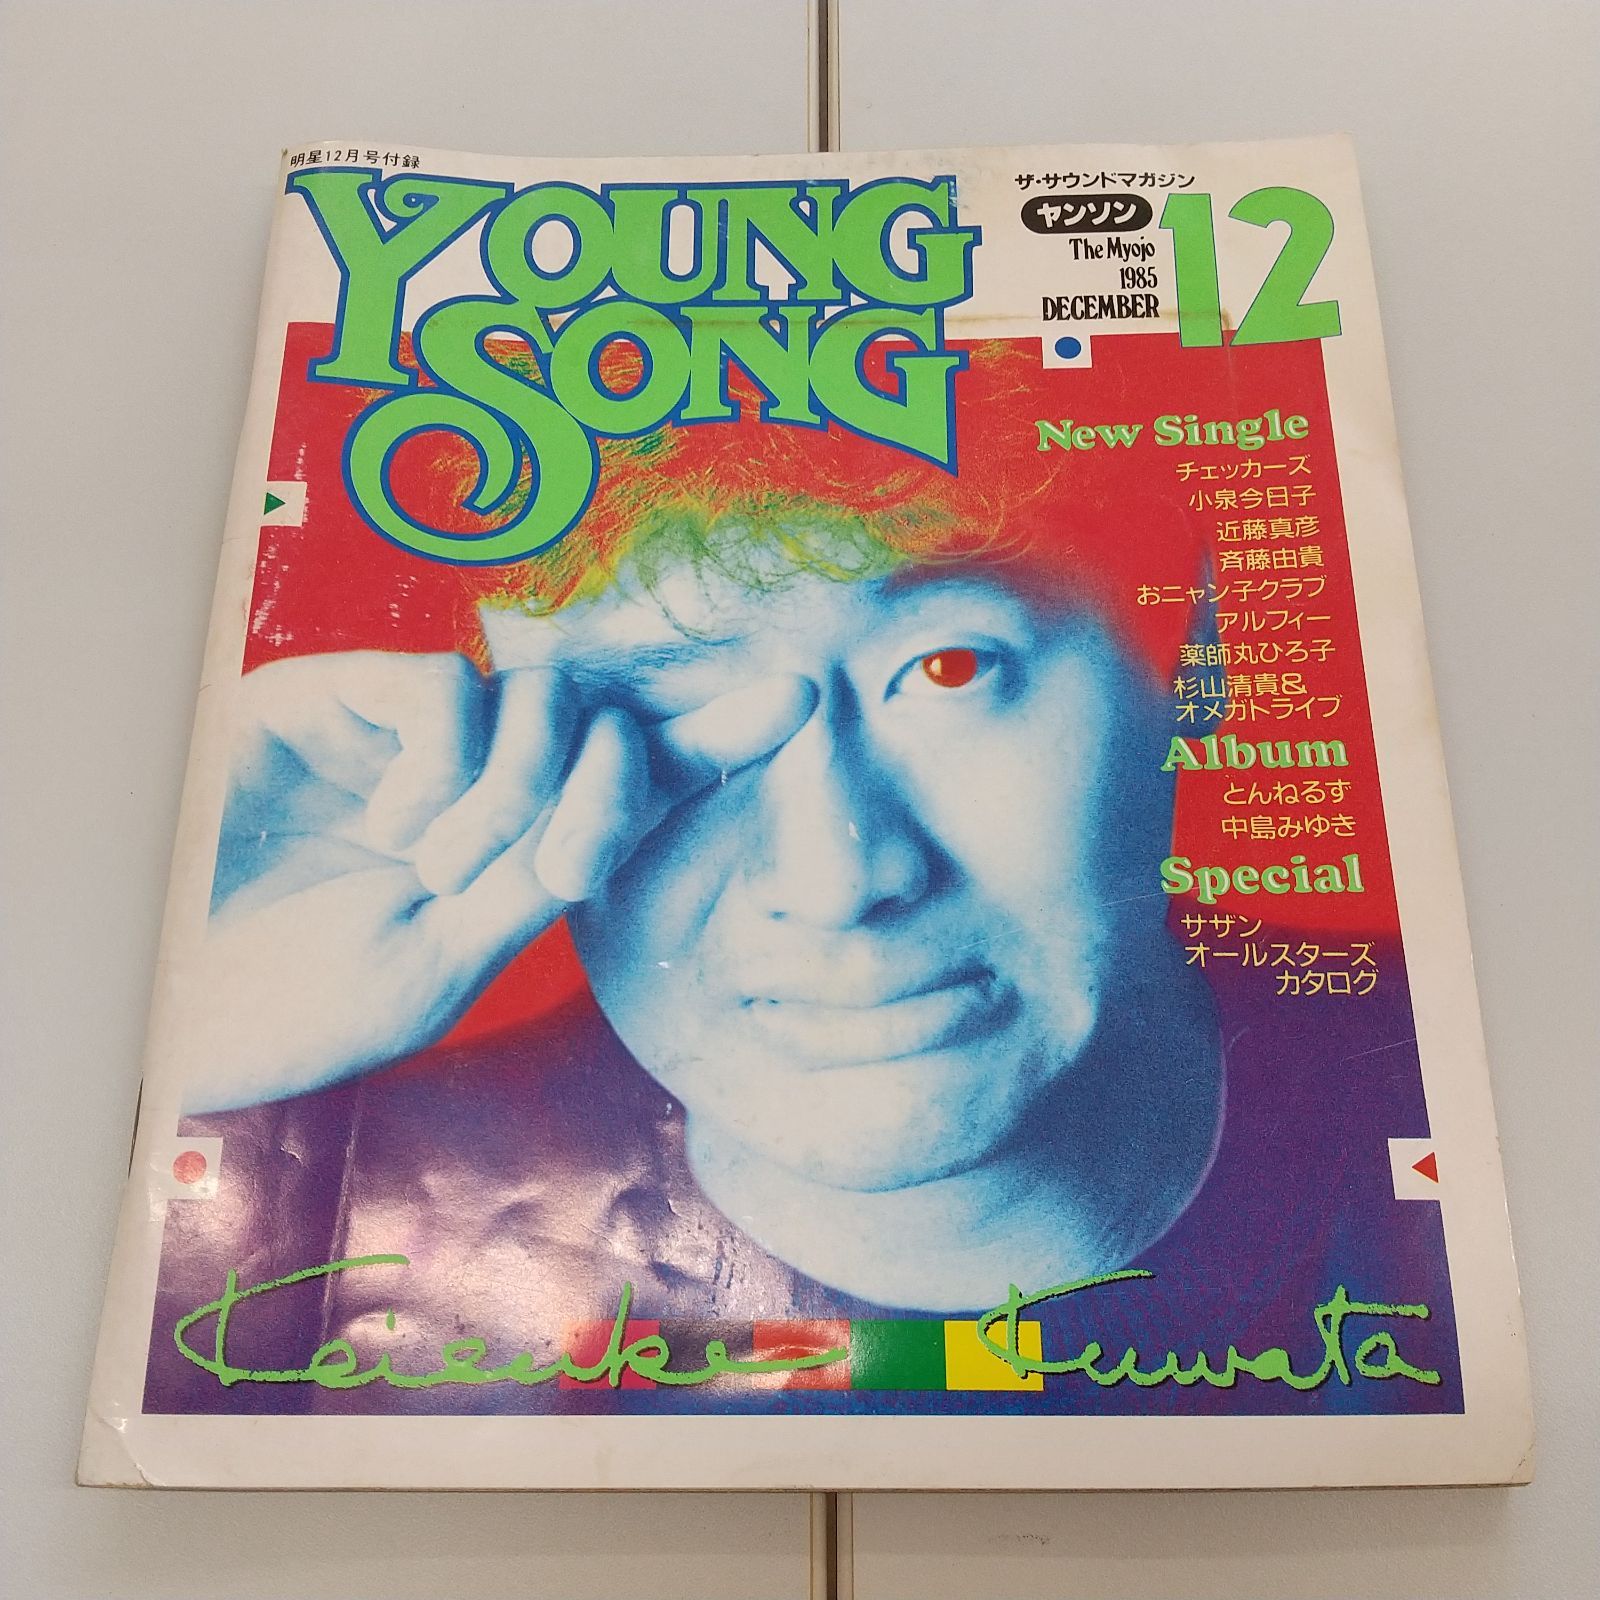 明星12月号付録
YOUNG
SONG
ザ・サウンドマガジン
ヤンソン
The Myojo
1985
DECEMBER
12
New Single
チェッカーズ
小泉今日子
近藤真彦
斉藤由貴
おニャン子クラブ
アルフィー
薬師丸ひろ子
杉山清貴&
オメガトライブ
Album
とんねるず
中島みゆき
Special
サザン
オールスターズ
カタログ
Keisuke Kuwata